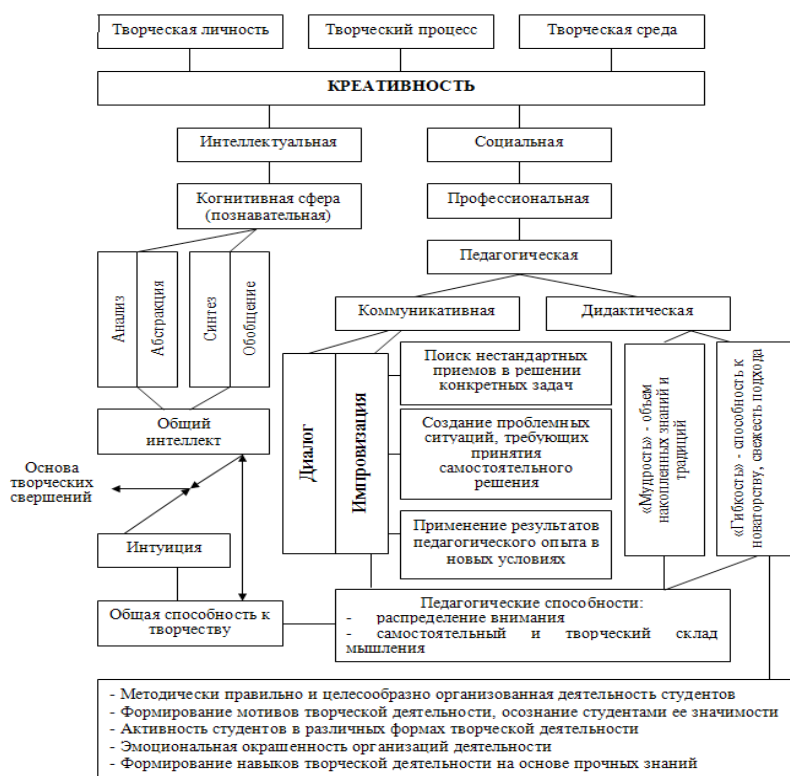 Творческая личность
Творческий процесс
Творческая среда
КРЕАТИВНОСТЬ
Интеллектуальная
Социальная
Когнитивная сфера
(познавательная)
Профессиональная
Педагогическая
Анализ
Абстракция
Синтез
Обобщение
Коммуникативная
Дидактическая
Диалог
Импровизация
Поиск нестандартных
приемов в решении
конкретных задач
Создание проблемных
ситуаций, требующих
принятия
самостоятельного
решения
Применение результатов
педагогического опыта в
новых условиях
«Мудрость» - объем
накопленных знаний и
традиций
«Гибкость» - способность к
новаторству, свежесть подхода
Общий
интеллект
Основа
творческих
свершений
Интуиция
Общая способность к
творчеству
Педагогические способности:
- распределение внимания
- самостоятельный и творческий склад
мышления
- Методически правильно и целесообразно организованная деятельность студентов
- Формирование мотивов творческой деятельности, осознание студентами ее значимости
- Активность студентов в различных формах творческой деятельности
- Эмоциональная окрашенность организаций деятельности
- Формирование навыков творческой деятельности на основе прочных знаний